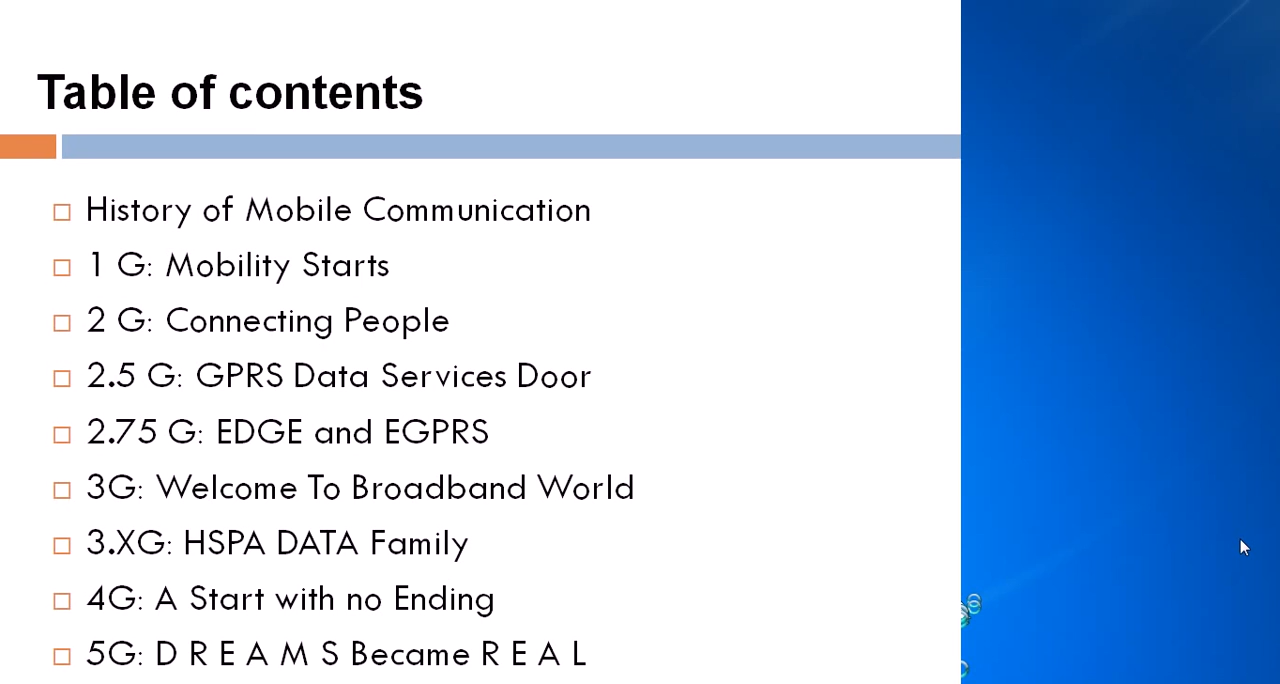 Table of contents
History of Mobile Communication
1 G: Mobility Starts
2 G: Connecting People
2.5 G: GPRS Data Services Door
2.75 G: EDGE and EGPRS
3G: Welcome To Broadband World
3.XG: HSPA DATA Family
4G: A Start with no Ending
5G: D R E A M S Became R E A L